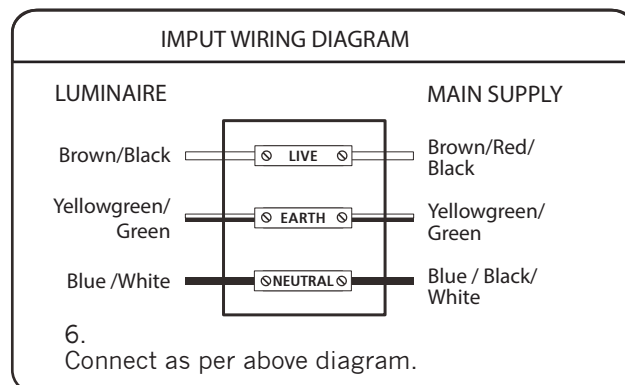 IMPUT WIRING DIAGRAM
LUMINAIRE
MAIN SUPPLY
Brown/Black
LIVE
Brown/Red/
Black
Yellowgreen/
Green
EARTH
Yellowgreen/
Green
Blue /White
NEUTRAL
Blue / Black/
White
6.
Connect as per above diagram.